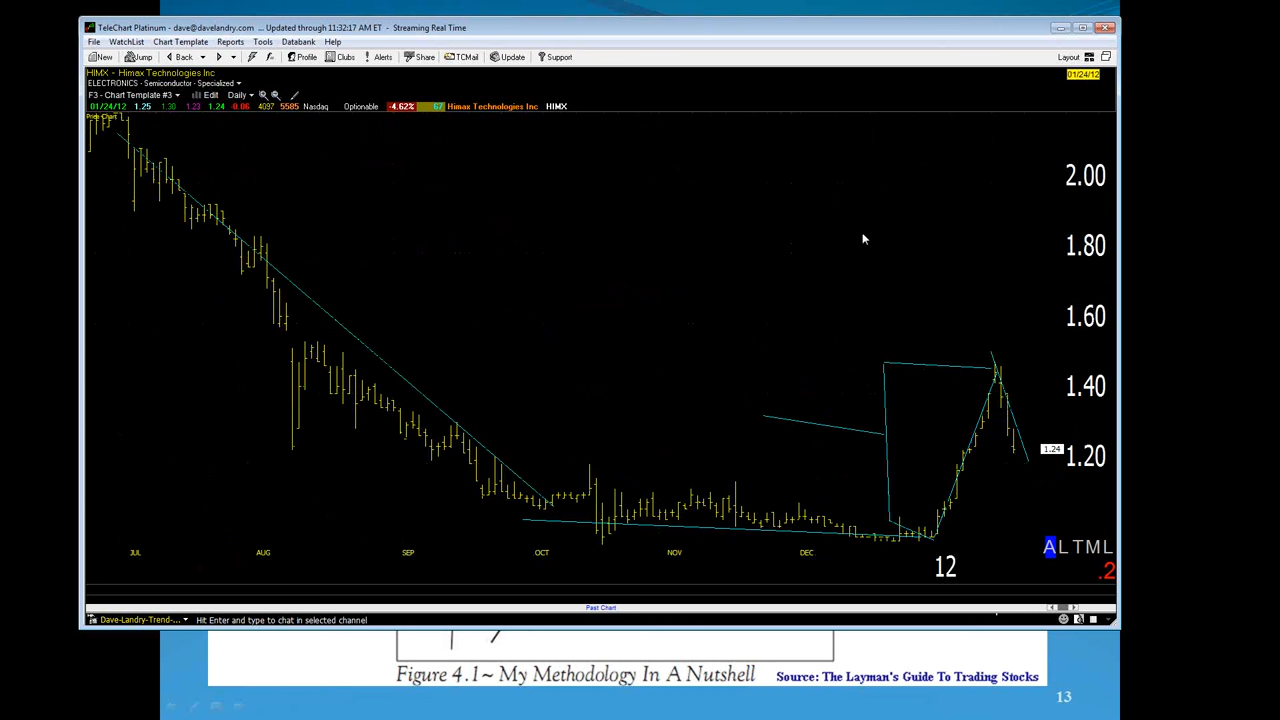 TeleChart Platinum - dave@davelandry.com ... Updated through 11:32:17 AM ET - Streaming Real Time
File WatchList Chart Template Reports Tools Databank Help
New Jump Back Profile Clubs Alerts Share TCMail Update Support Layout
HIMX - Himax Technologies Inc 01/24/12
ELECTRONICS - Semiconductor - Specialized
F3 - Chart Template #3 Edit Daily
01/24/12 1.25 1.30 1.23 1.24 -0.06 4097 5585 Nasdaq Optionable -4.62% 67 Himax Technologies Inc HIMX
Price Chart
2.00
1.80
1.60
1.40
1.24 1.20
JUL AUG SEP OCT NOV DEC 12
ALTML
.2
Past Chart
Dave-Landry-Trend-... Hit Enter and type to chat in selected channel
Figure 4.1~ My Methodology In A Nutshell Source: The Layman's Guide To Trading Stocks
13